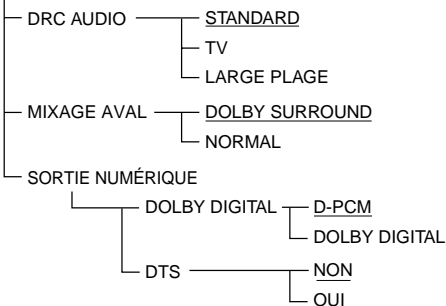 DRC AUDIO STANDARD
TV
LARGE PLAGE
MIXAGE AVAL DOLBY SURROUND
NORMAL
SORTIE NUMÉRIQUE
DOLBY DIGITAL D-PCM
DOLBY DIGITAL
DTS NON
OUI